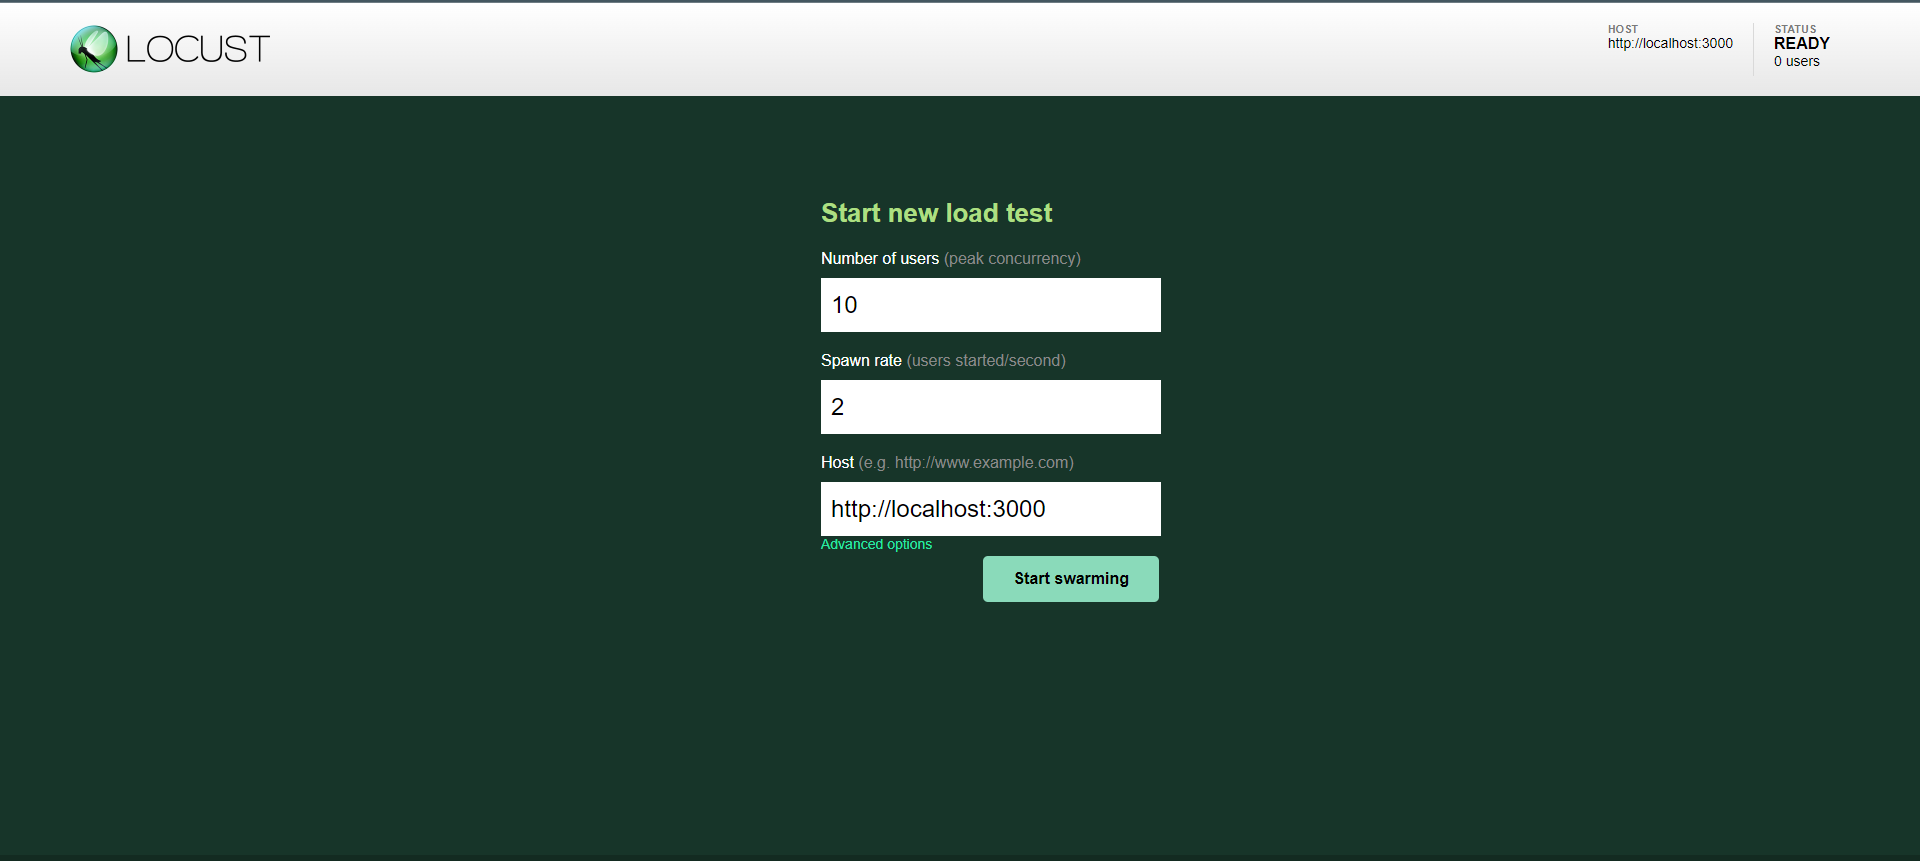 LOCUST
HOST
http://localhost:3000
STATUS
READY
0 users
Start new load test
Number of users (peak concurrency)
10
Spawn rate (users started/second)
2
Host (e.g. http://www.example.com)
http://localhost:3000
Advanced options
Start swarming